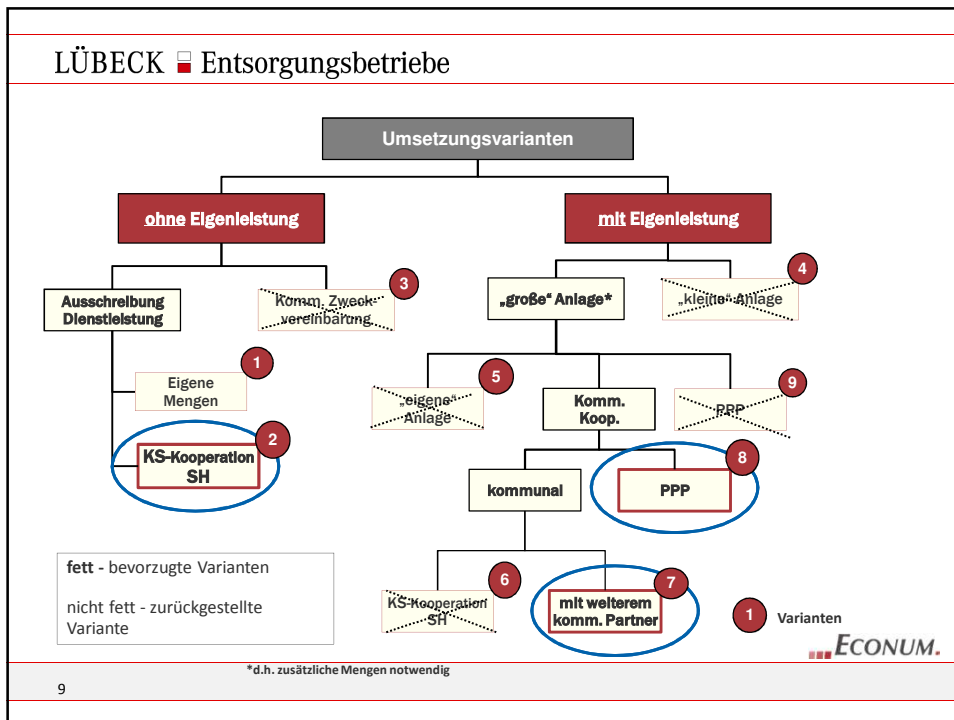 LÜBECK Entsorgungsbetriebe
Umsetzungsvarianten
ohne Eigenleistung
mit Eigenleistung
Ausschreibung
Dienstleistung
3
Komm. Zweck-
vereinbarung
„große“ Anlage*
4
„kleine“ Anlage
1
Eigene
Mengen
5
„eigene“
Anlage
Komm.
Koop.
9
PPP
2
KS-Kooperation
SH
kommunal
8
PPP
fett - bevorzugte Varianten
nicht fett - zurückgestellte
Variante
6
KS-Kooperation
SH
7
mit weiterem
komm. Partner
1 Varianten
ECONUM.
*d.h. zusätzliche Mengen notwendig
9